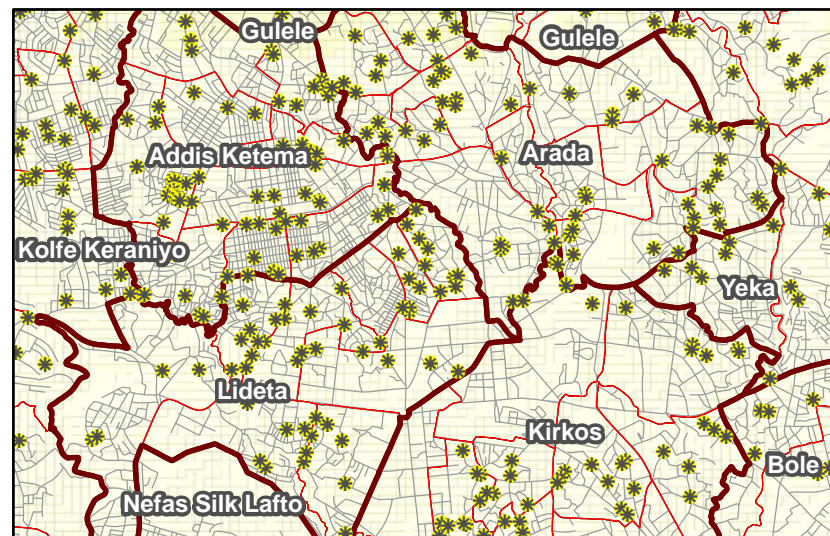 Gulele
Gulele
Addis Ketema
Arada
Kolfe Keraniyo
Yeka
Lideta
Kirkos
Bole
Nefas Silk Lafto